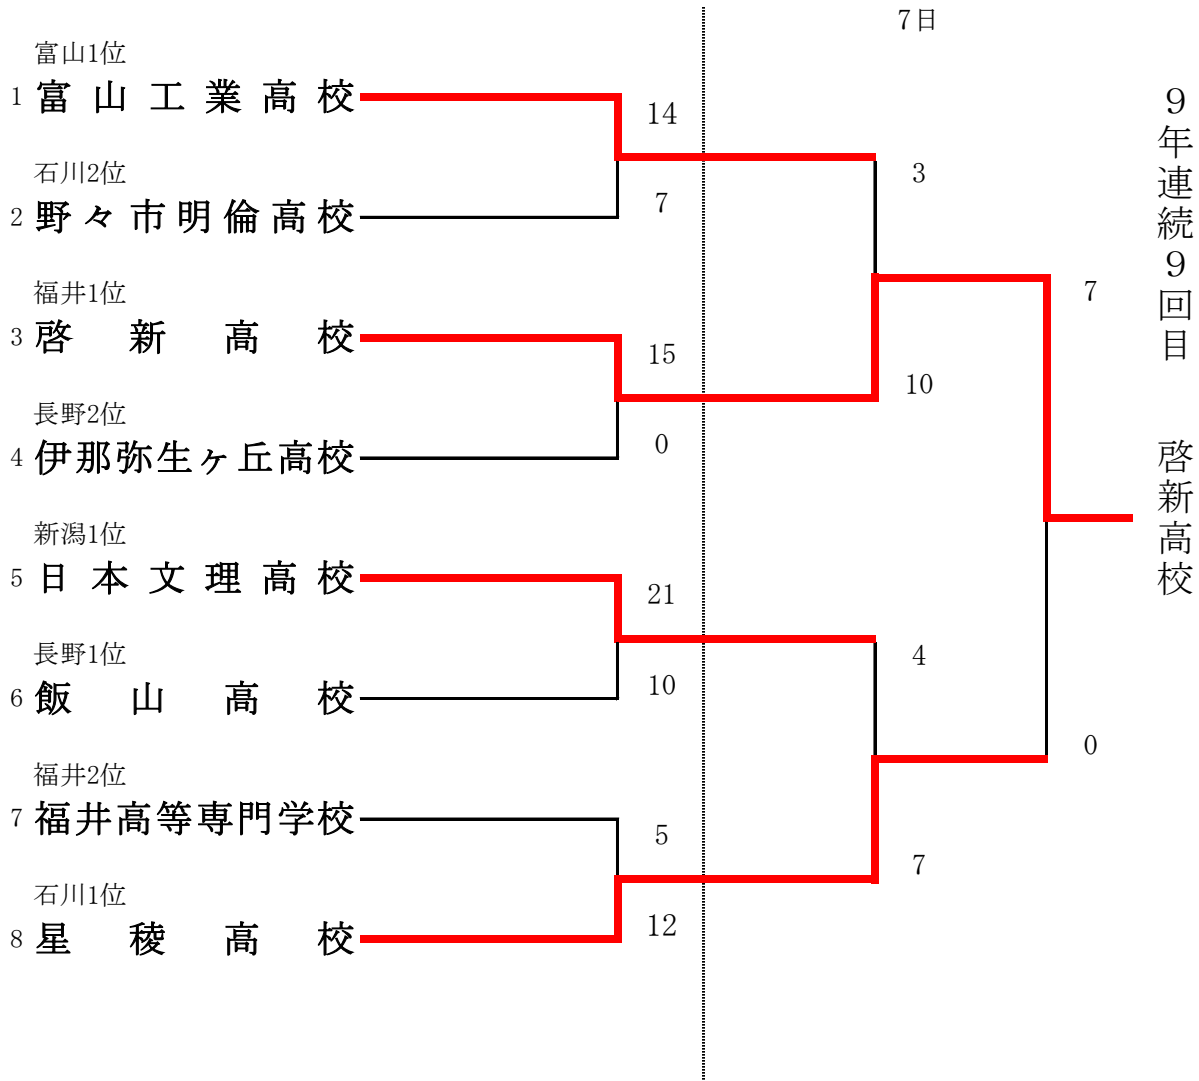 7日
富山1位
1 富山工業高校
14
石川2位
2 野々市明倫高校
7
3
福井1位
3 啓新高校
15
長野2位
4 伊那弥生ヶ丘高校
0
10
7
新潟1位
5 日本文理高校
21
長野1位
6 飯山高校
10
4
福井2位
7 福井高等専門学校
5
石川1位
8 星稜高校
12
7
0
9年連続9回目 啓新高校